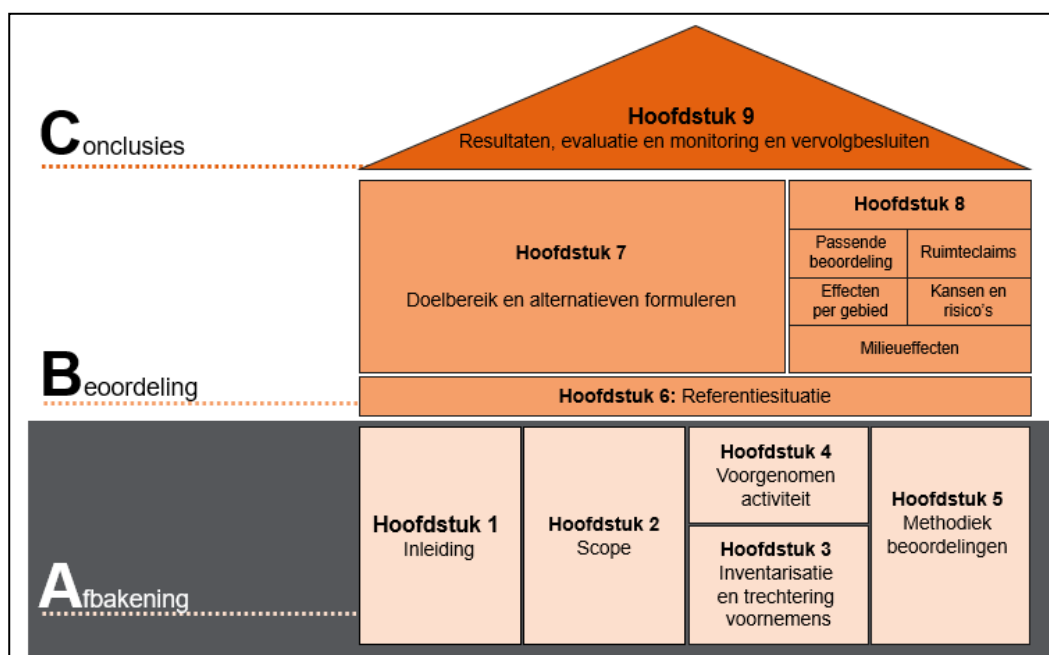 Hoofdstuk 9
Resultaten, evaluatie en monitoring en vervolgbesluiten
Conclusies
Hoofdstuk 7
Doelbereik en alternatieven formuleren
Hoofdstuk 8
Passende
beoordeling
Ruimteclaims
Effecten
per gebied
Kansen en
risico's
Milieueffecten
Beoordeling
Hoofdstuk 6: Referentiesituatie
Hoofdstuk 1
Inleiding
Hoofdstuk 2
Scope
Hoofdstuk 4
Voorgenomen
activiteit
Hoofdstuk 3
Inventarisatie
en trechtering
voornemens
Hoofdstuk 5
Methodiek
beoordelingen
Afbakening